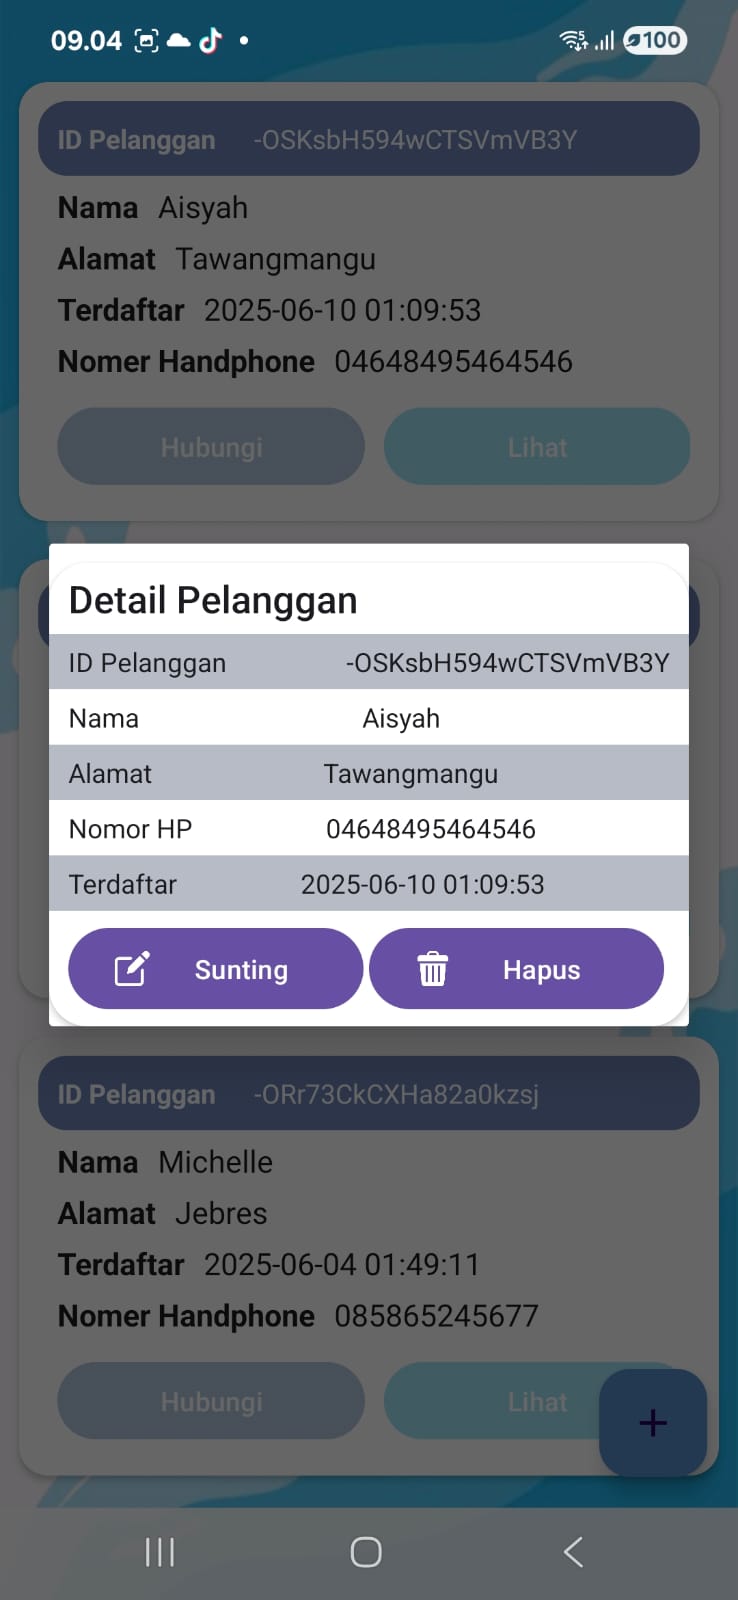 09.04
5
100
ID Pelanggan -OSKsbH594wCTSVmVB3Y
Nama Aisyah
Alamat Tawangmangu
Terdaftar 2025-06-10 01:09:53
Nomer Handphone 04648495464546
Hubungi Lihat
Detail Pelanggan
ID Pelanggan -OSKsbH594wCTSVmVB3Y
Nama Aisyah
Alamat Tawangmangu
Nomor HP 04648495464546
Terdaftar 2025-06-10 01:09:53
Sunting Hapus
ID Pelanggan -ORr73CkCXHa82a0kzsj
Nama Michelle
Alamat Jebres
Terdaftar 2025-06-04 01:49:11
Nomer Handphone 085865245677
Hubungi Lihat
+